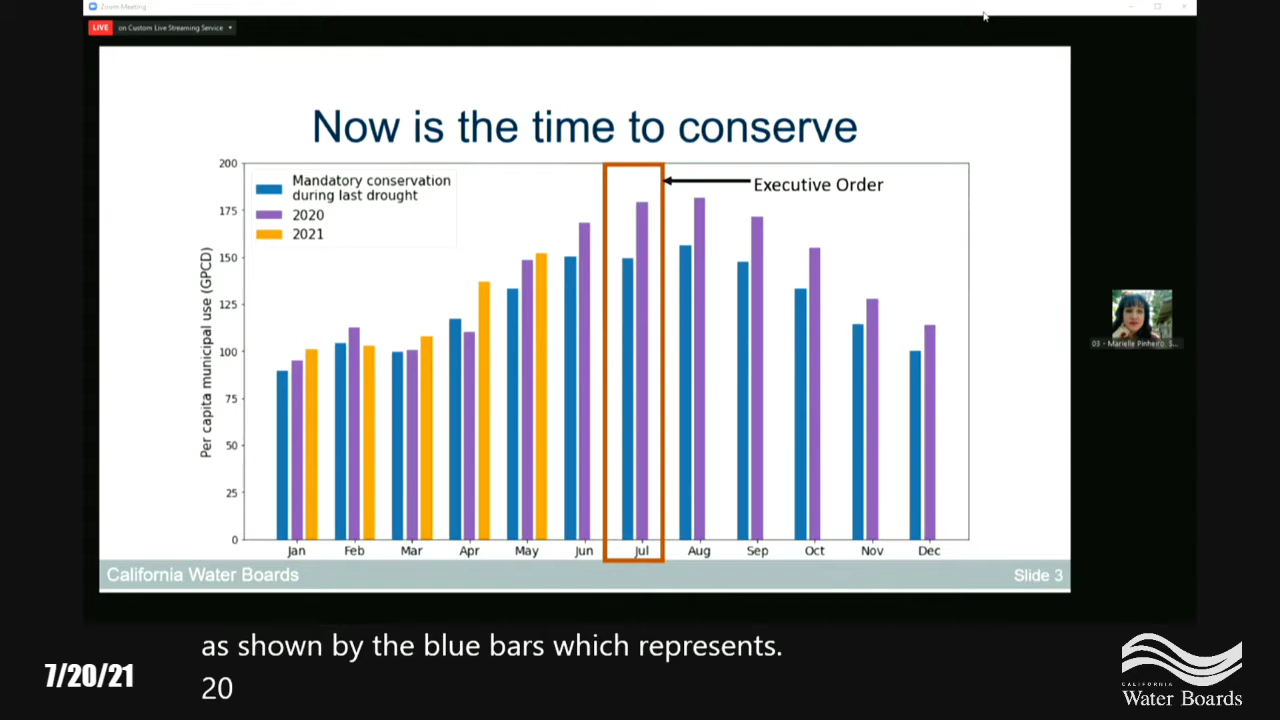 Zoom Meeting
LIVE on Custom Live Streaming Service
Now is the time to conserve
200
175
150
125
100
75
50
25
0
Per capita municipal use (GPCD)
Mandatory conservation
during last drought
2020
2021
Executive Order
Jan Feb Mar Apr May Jun Jul Aug Sep Oct Nov Dec
California Water Boards
Slide 3
03 - Marielle Pinheiro, S...
as shown by the blue bars which represents.
20
7/20/21
CALIFORNIA
Water Boards